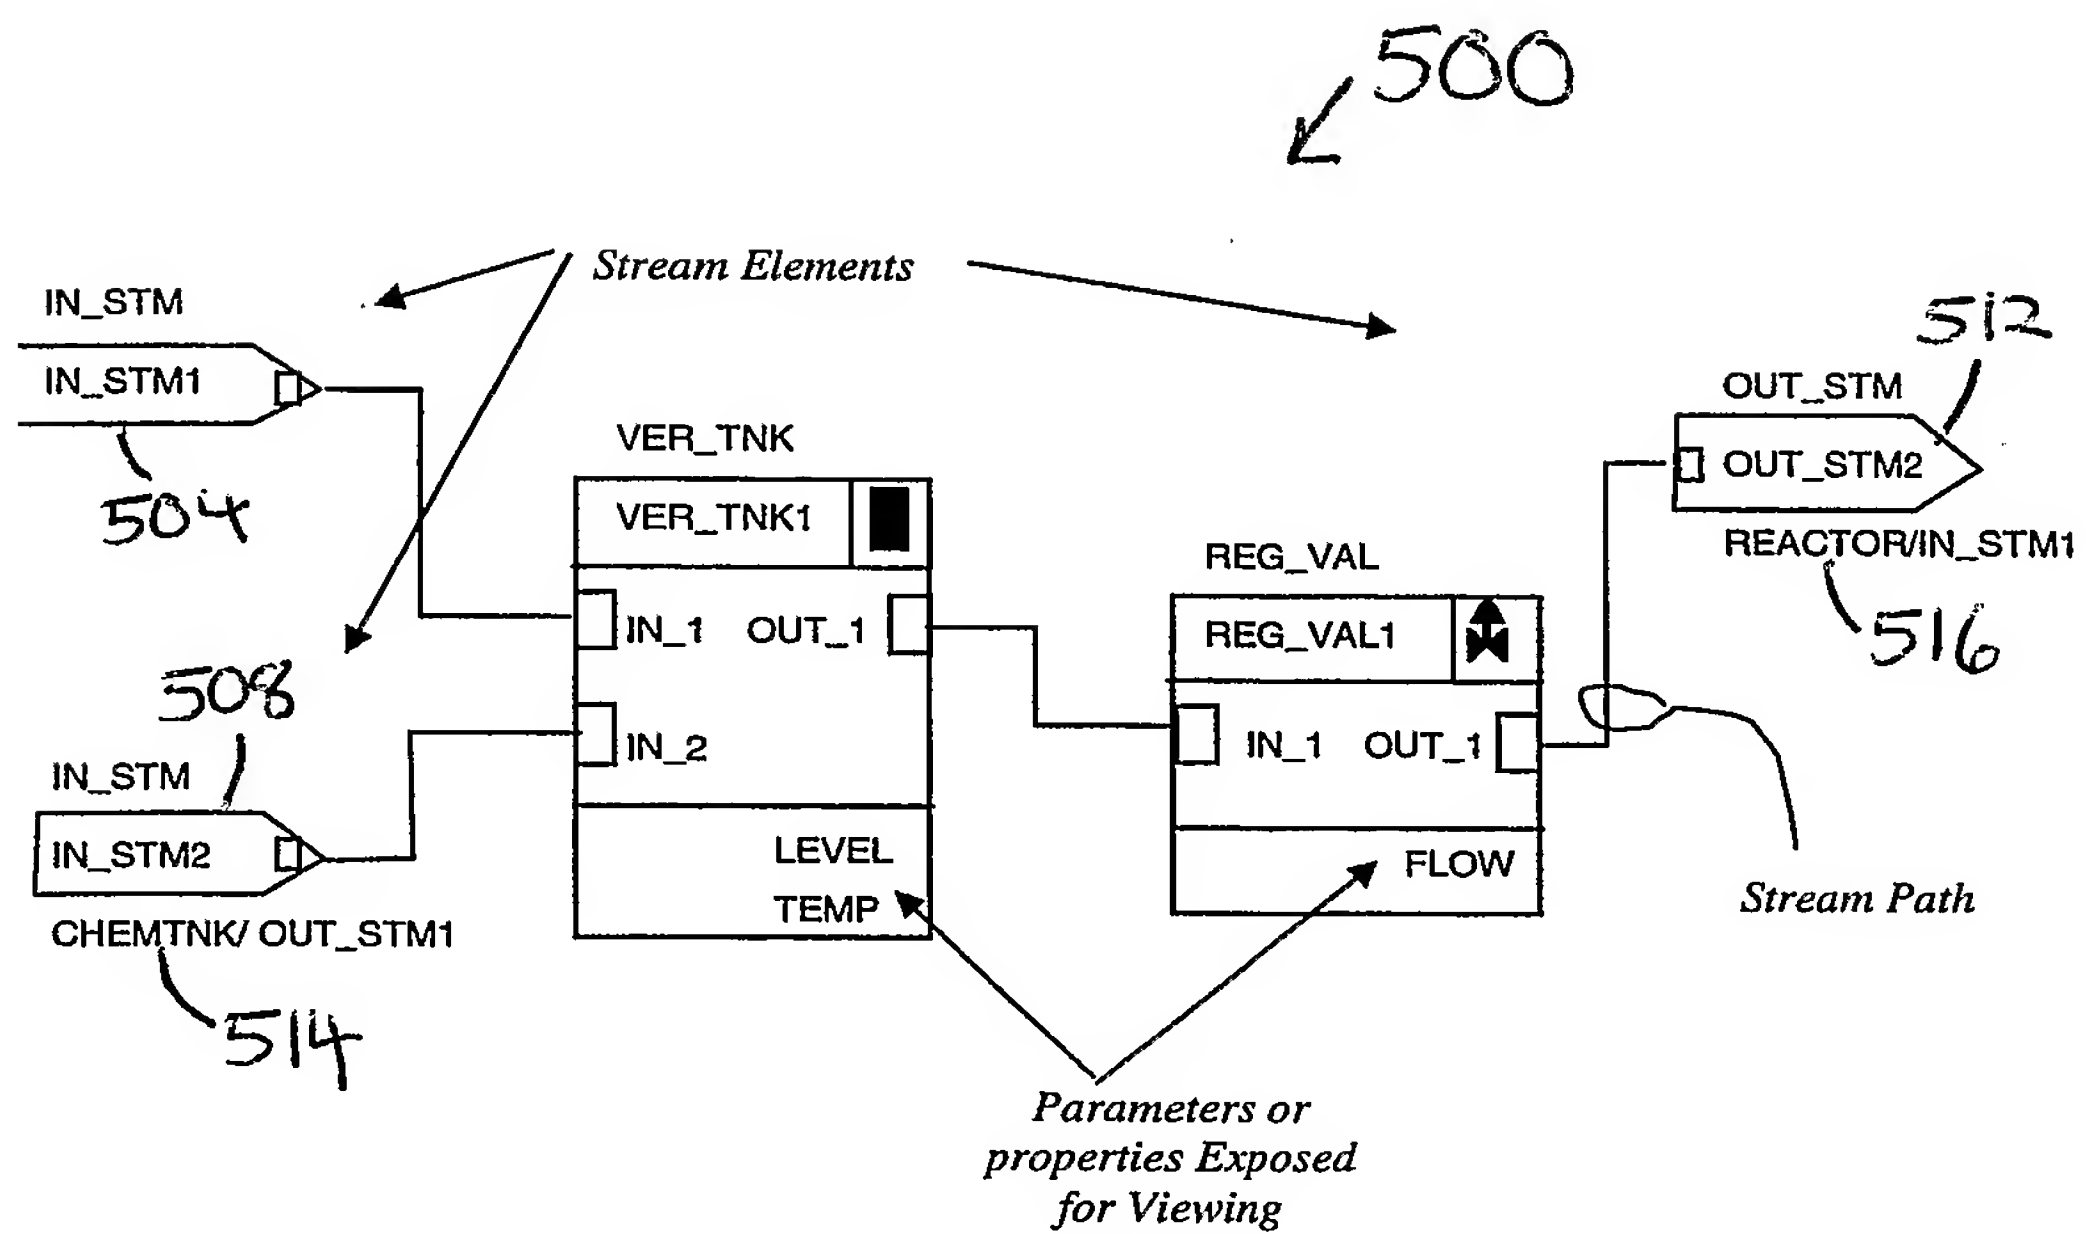 500
Stream Elements
IN_STM
IN_STM1
504
512
OUT_STM
OUT_STM2
REACTOR/IN_STM1
516
VER_TNK
VER_TNK1
IN_1 OUT_1
IN_2
LEVEL
TEMP
REG_VAL
REG_VAL1
IN_1 OUT_1
FLOW
508
IN_STM
IN_STM2
CHEMTNK/ OUT_STM1
514
Stream Path
Parameters or
properties Exposed
for Viewing